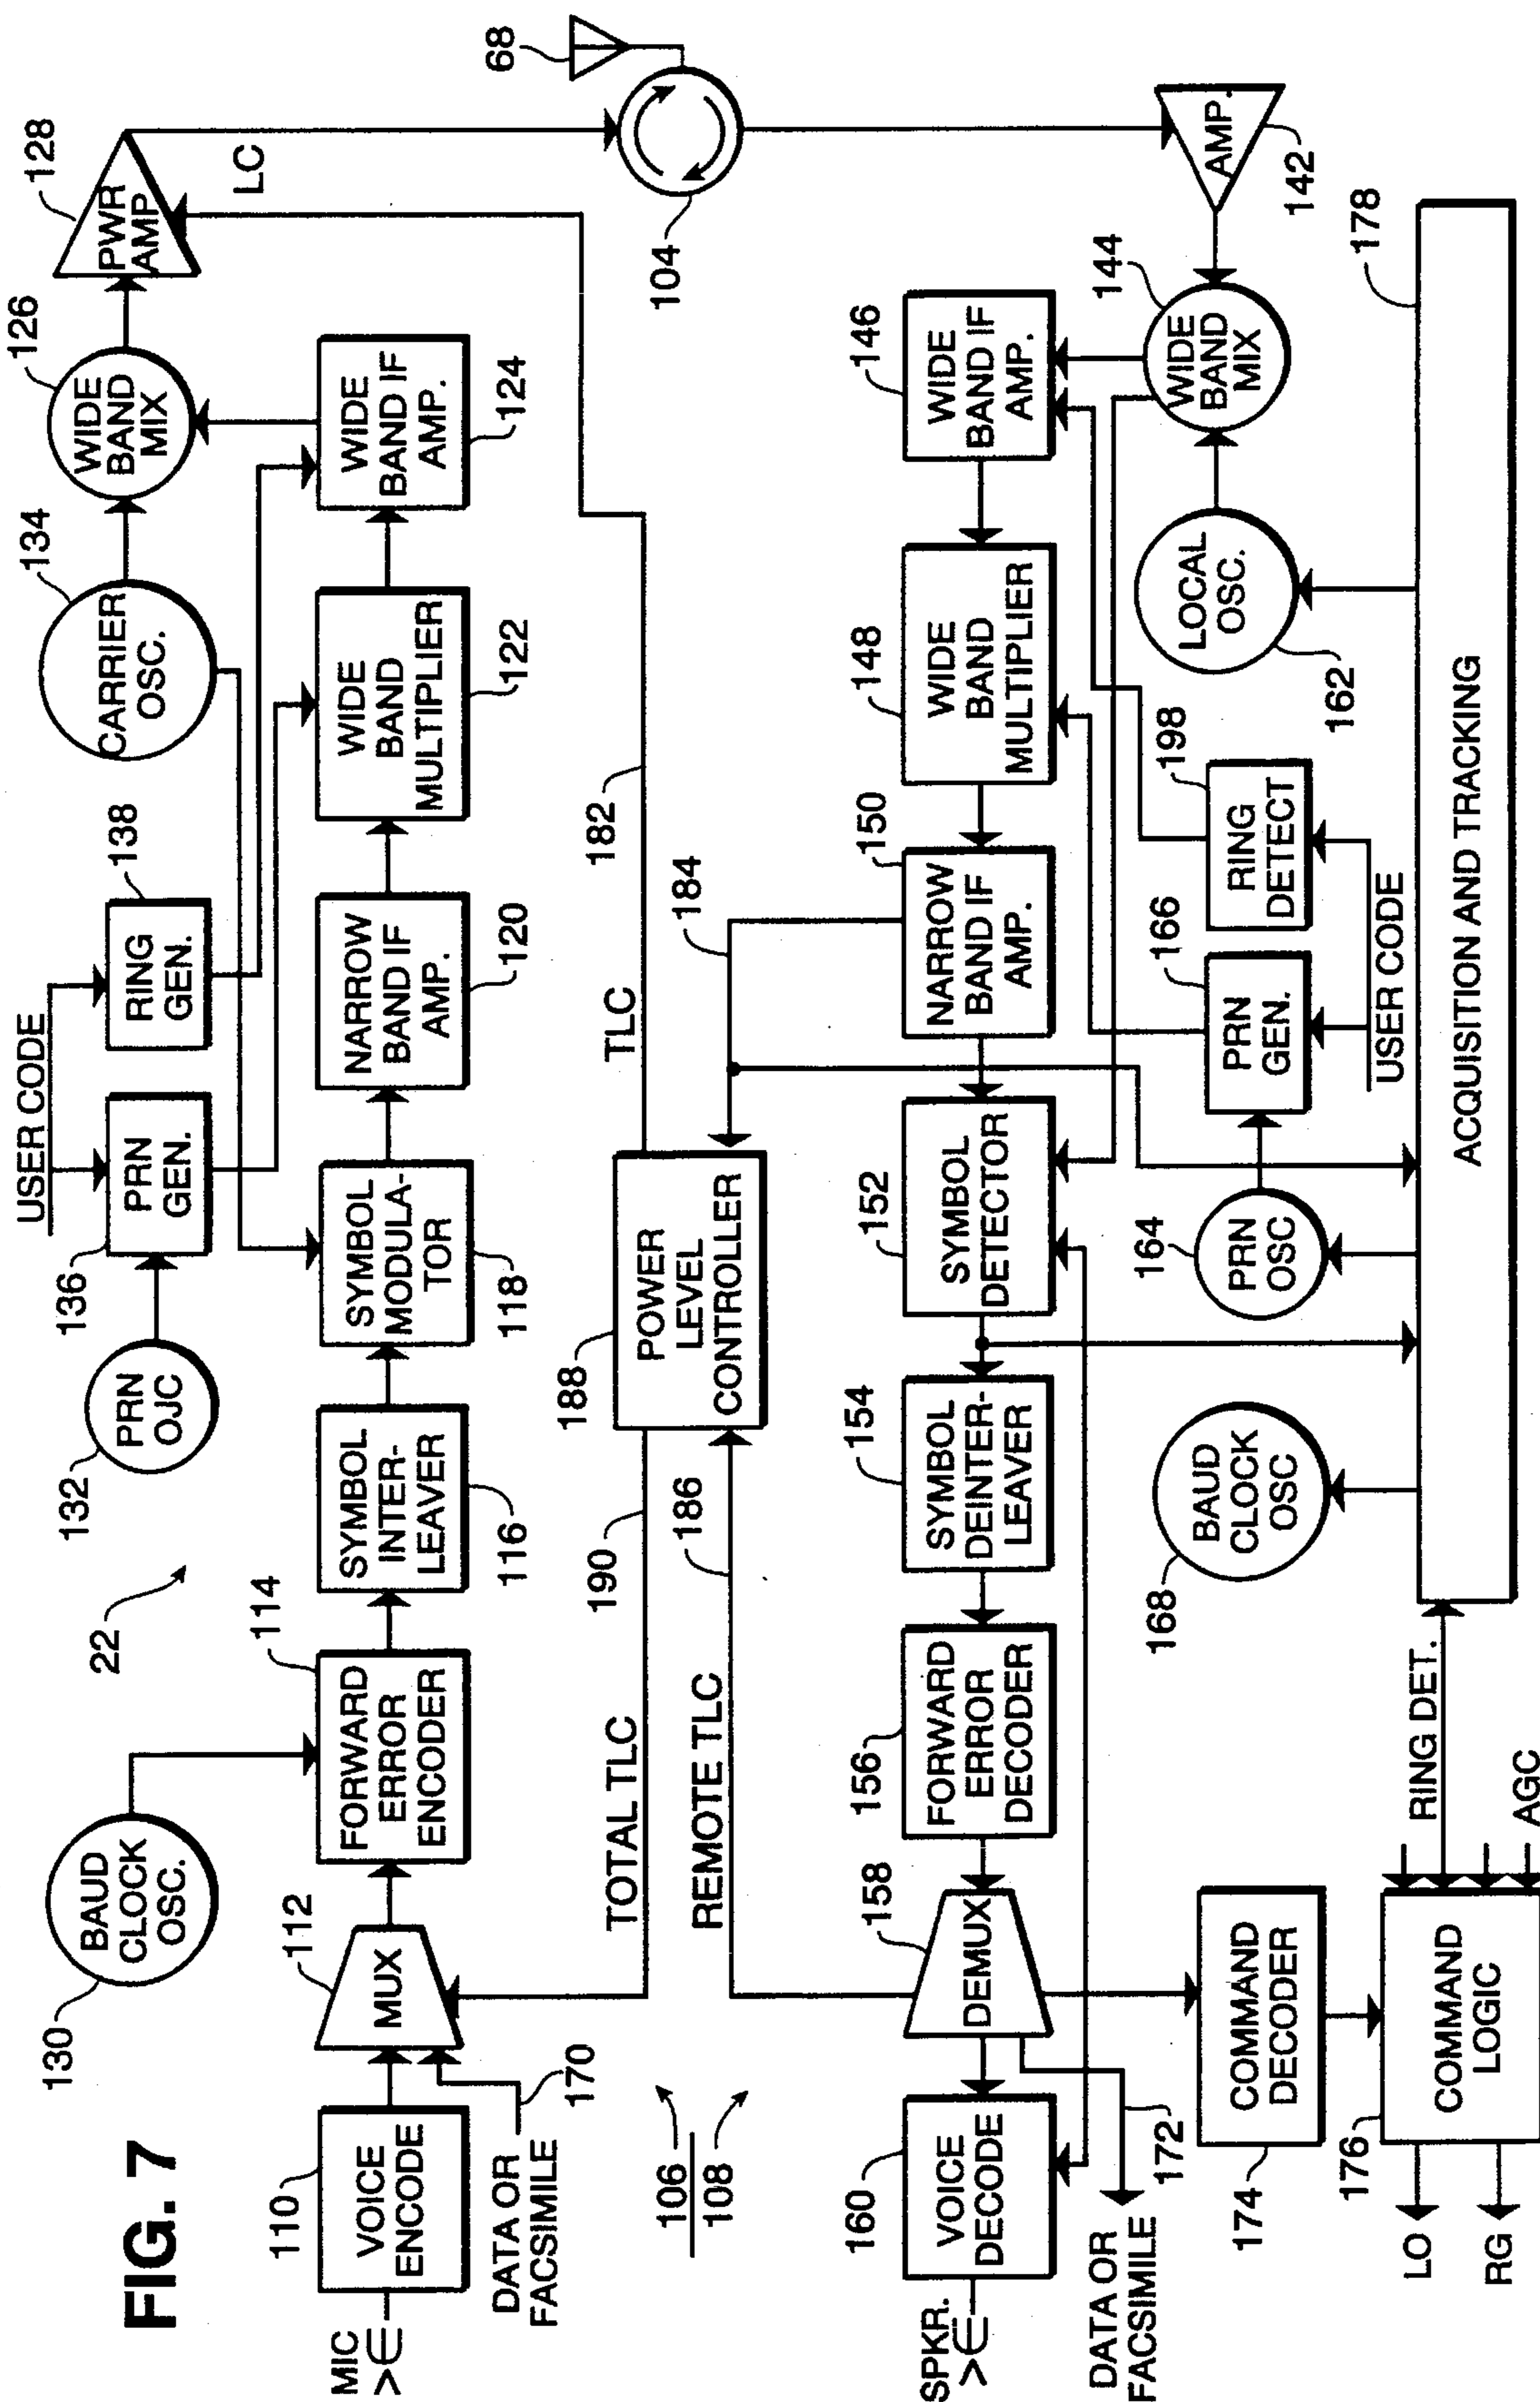 FIG. 7
22
130
BAUD
CLOCK
OSC.
132
PRN
OJC
USER CODE
136
PRN
GEN.
138
RING
GEN.
134
CARRIER
OSC.
126
WIDE
BAND
MIX
128
PWR
AMP
LC
68
104
MIC
110
VOICE
ENCODE
DATA OR
FACSIMILE
170
112
MUX
114
FORWARD
ERROR
ENCODER
SYMBOL
INTER-
LEAVER
116
SYMBOL
MODULA-
TOR
118
NARROW
BAND IF
AMP.
120
WIDE
BAND
MULTIPLIER
122
WIDE
BAND IF
AMP.
124
106
108
TOTAL TLC
190
REMOTE TLC
186
188
POWER
LEVEL
CONTROLLER
TLC
182
184
SPKR.
160
VOICE
DECODE
DATA OR
FACSIMILE
172
158
DEMUX
156
FORWARD
ERROR
DECODER
154
SYMBOL
DEINTER-
LEAVER
152
SYMBOL
DETECTOR
150
NARROW
BAND IF
AMP.
148
WIDE
BAND
MULTIPLIER
146
WIDE
BAND IF
AMP.
144
WIDE
BAND
MIX
AMP.
142
174
COMMAND
DECODER
176
COMMAND
LOGIC
LO
RG
RING DET.
AGC
168
BAUD
CLOCK
OSC
164
PRN
OSC
166
PRN
GEN.
198
RING
DETECT
USER CODE
162
LOCAL
OSC.
178
ACQUISITION AND TRACKING